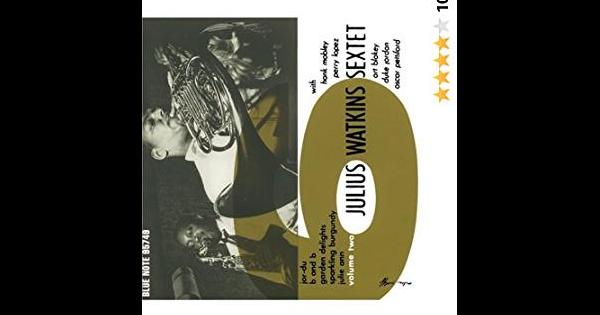 BLUE NOTE 95749
with
hank mobley
perry lopez
JULIUS WATKINS SEXTET
art blakey
duke jordan
oscar pettiford
jor-du
b and b
garden delights
sparkling burgundy
julie ann
volume two
10